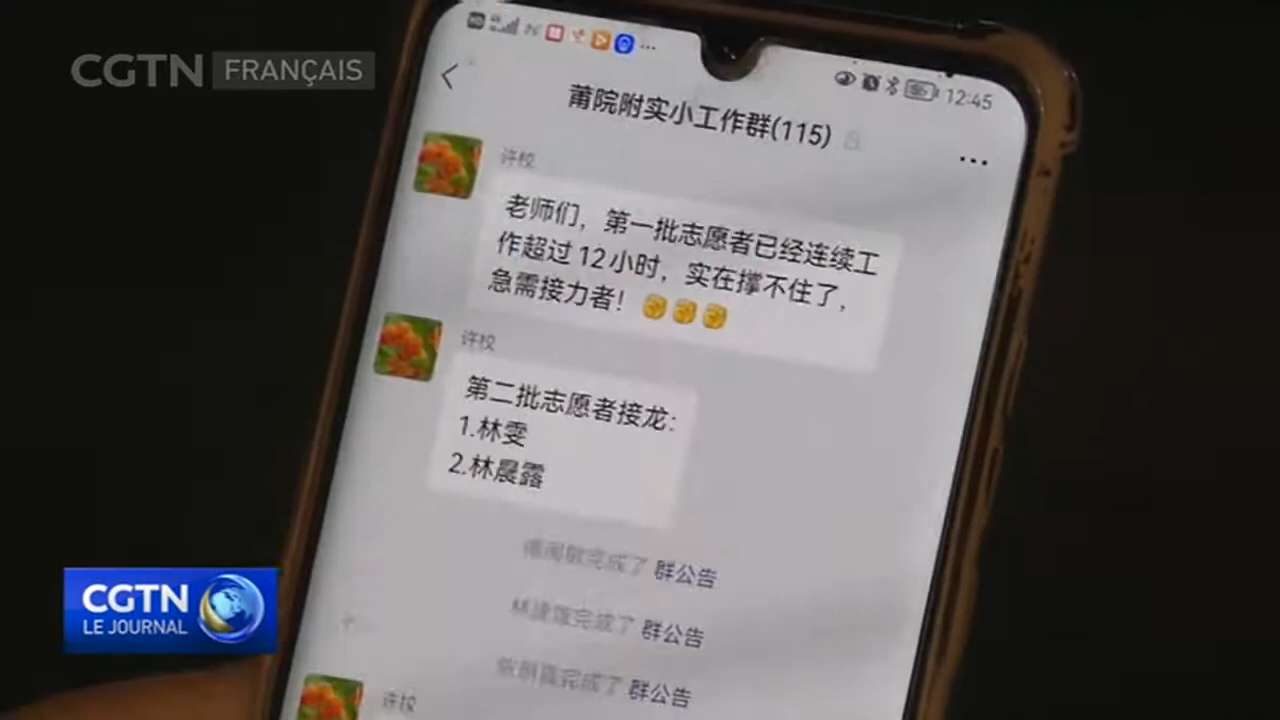 CGTN FRANÇAIS
12:45
莆院附实小工作群(115)
许校
老师们，第一批志愿者已经连续工
作超过12小时，实在撑不住了，
急需接力者！
许校
第二批志愿者接龙：
1.林雯
2.林晨露
完成了 群公告
完成了 群公告
完成了 群公告
许校
CGTN
LE JOURNAL